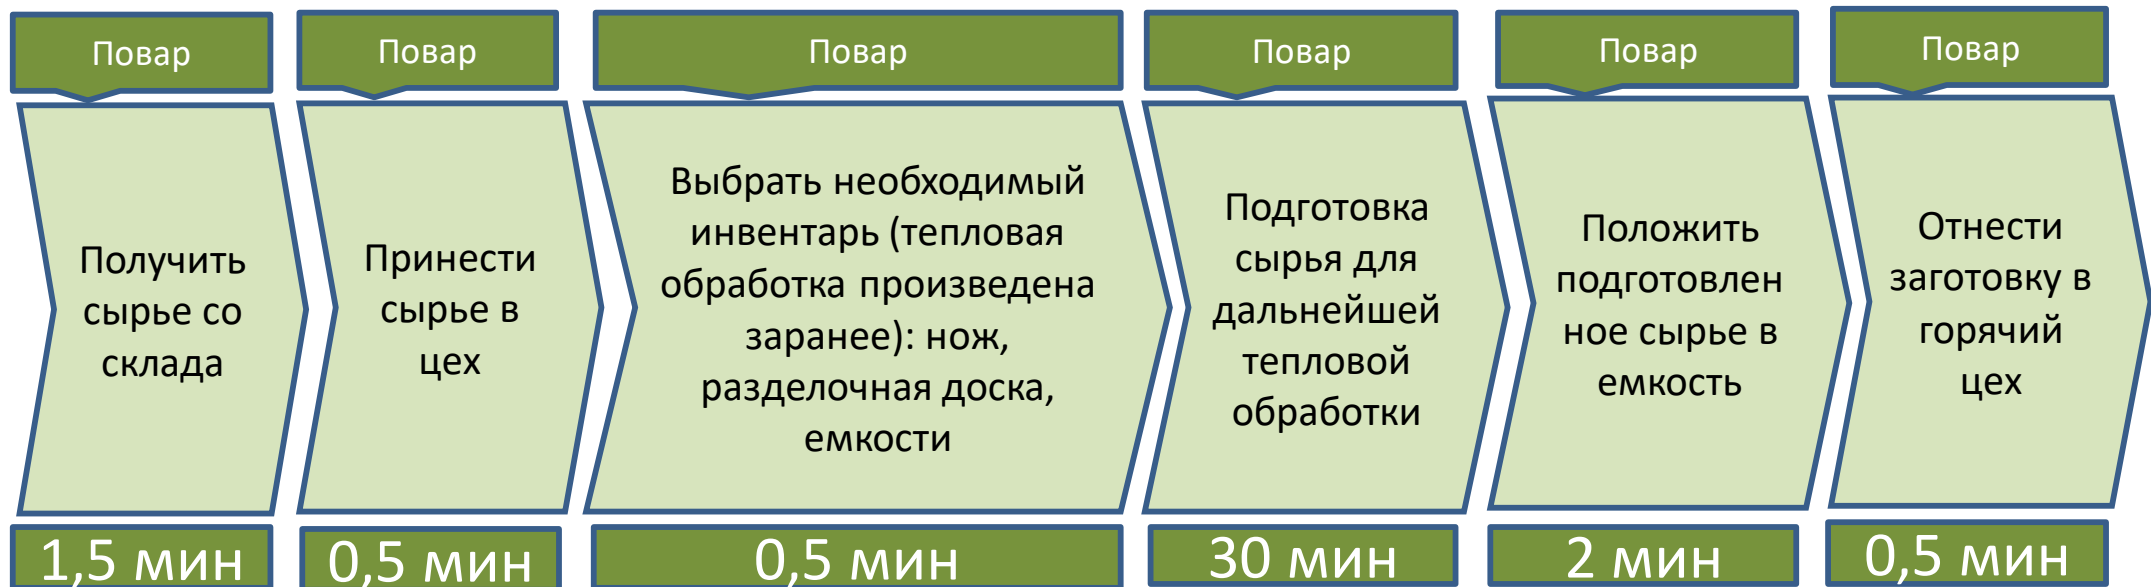 Повар
Получить
сырье со
склада
1,5 мин
Повар
Принести
сырье в
цех
0,5 мин
Повар
Выбрать необходимый
инвентарь (тепловая
обработка произведена
заранее): нож,
разделочная доска,
емкости
0,5 мин
Повар
Подготовка
сырья для
дальнейшей
тепловой
обработки
30 мин
Повар
Положить
подготовлен
ное сырье в
емкость
2 мин
Повар
Отнести
заготовку в
горячий
цех
0,5 мин